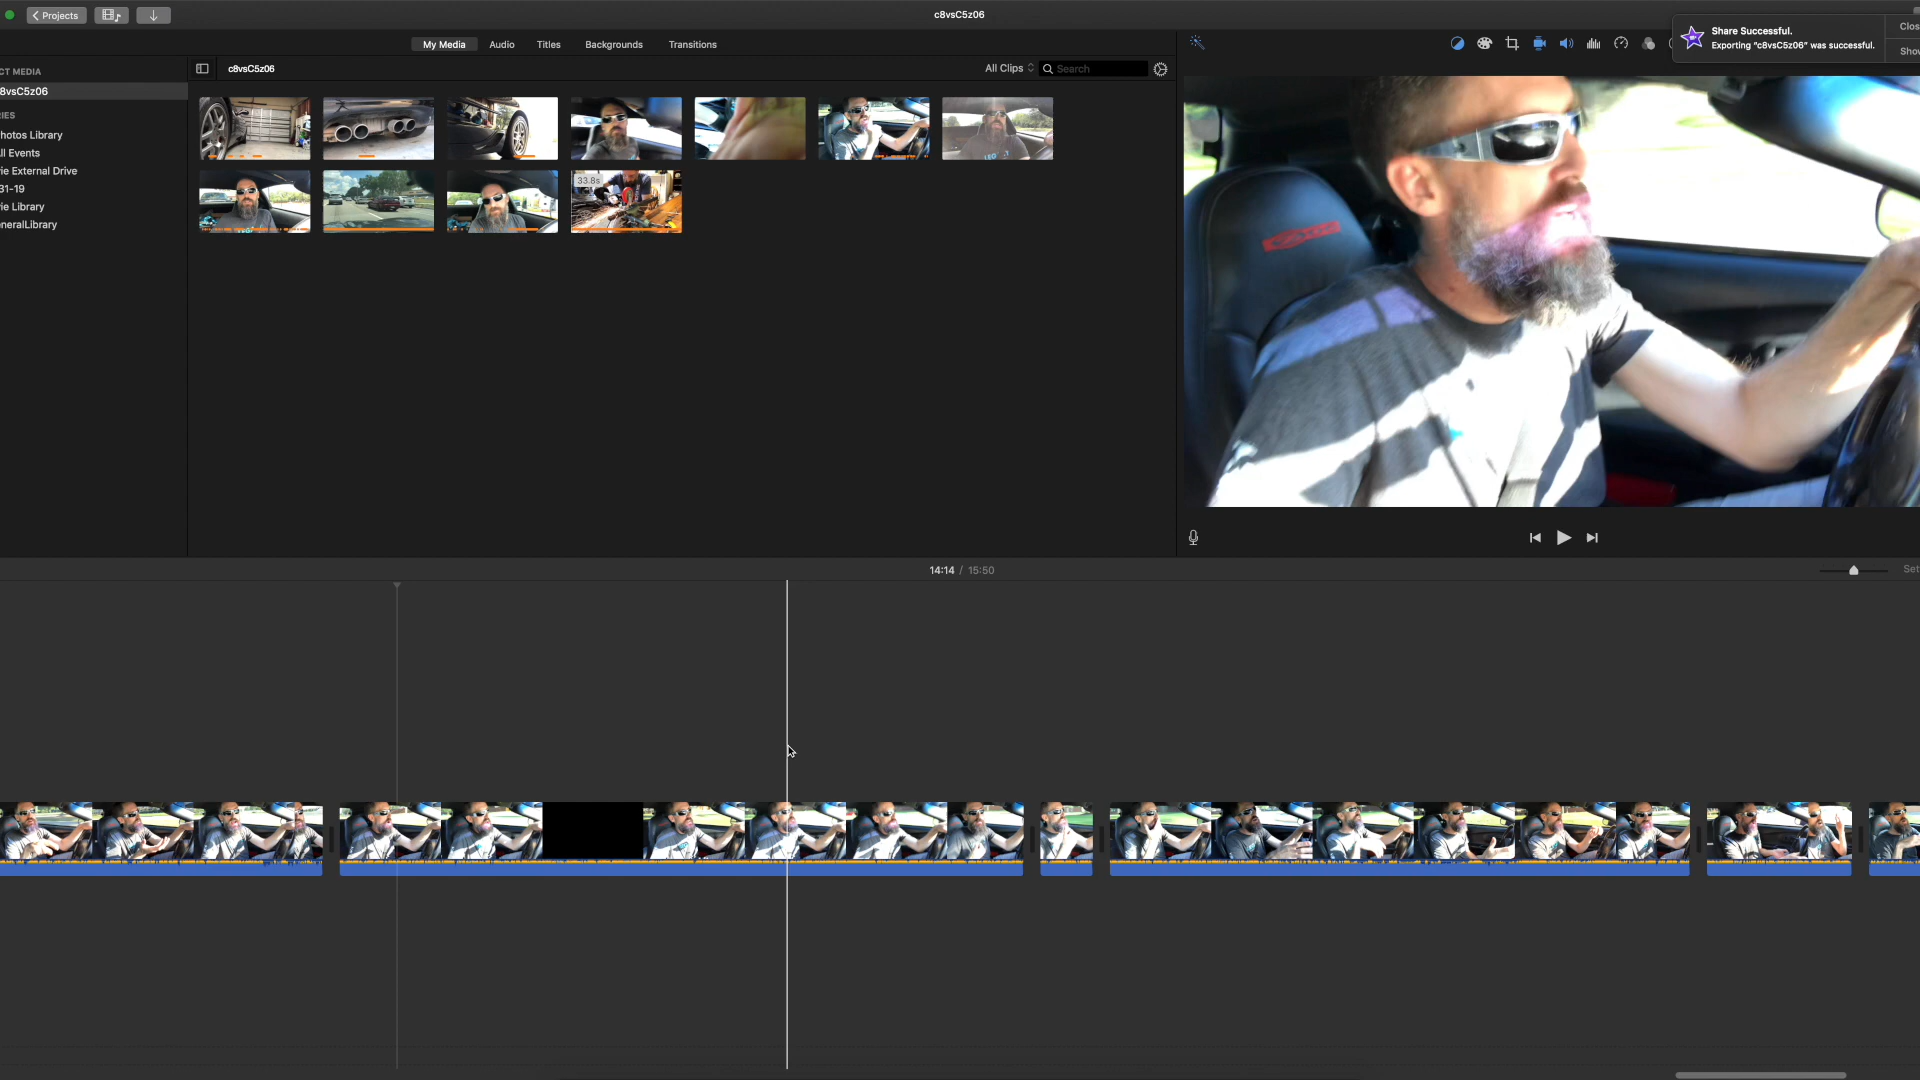 Projects
c8vsC5z06
Share Successful.
Exporting "c8vsC5z06" was successful.
Clos
Show
My Media
Audio
Titles
Backgrounds
Transitions
CT MEDIA
8vsC5z06
c8vsC5z06
All Clips
Search
IES
hotos Library
ll Events
ie External Drive
31-19
ie Library
eneralLibrary
33.8s
14:14 / 15:50
Set